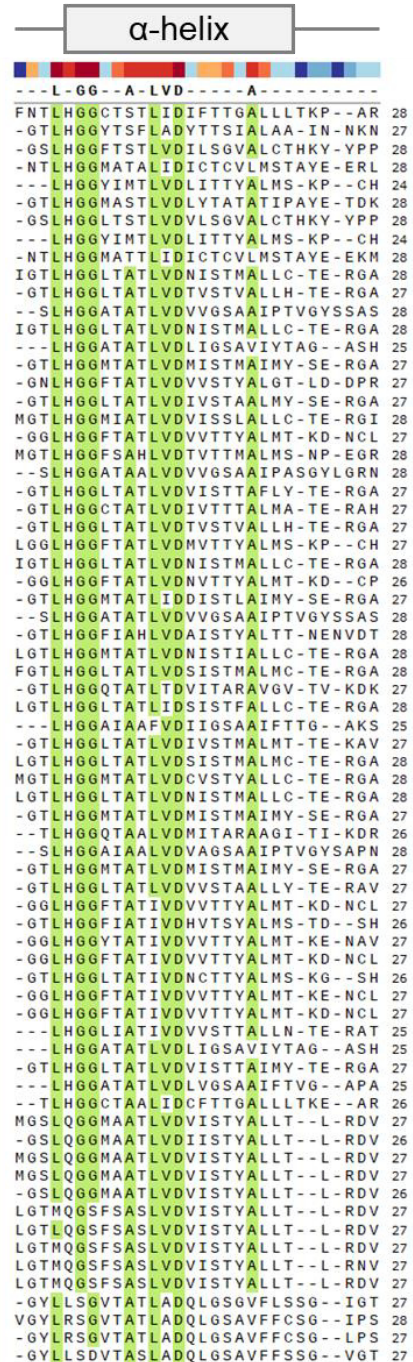 α-helix
---L-GG--A-LVD-----A---------
FNTLHGGCTSTLIDIFTTGALLLTKP--AR 28
-GTLHGGYTSFLADYTTSIALAA-IN-NKN 27
-GSLHGGFTSTLVDILSTGVALCTHKY-YPP 28
-NTLHGGMATALIDICTCVLMSTAYE-ERL 28
---LHGGYIMTLVDLITTYALMS-KP--CH 24
-GTLHGGMASTLVDLYTATATIPAYE-TDK 28
-GSLHGGLTSTLVDVLSGVALCTHKY-YPP 28
---LHGGYIMTLVDLITTYALMS-KP--CH 24
-NTLHGGMATTLIDICTCVLMSTAYE-EKM 28
IGTLHGGLTATLVDNISTMALLC-TE-RGA 28
-GTLHGGLTATLVDTVSTVALLH-TE-RGA 27
--SLHGGATATLVDVVGSAAIPTVGYSSAS 28
IGTLHGGLTATLVDNISTMALLC-TE-RGA 28
---LHGGATATLVDLIGSAVIYTAG--ASH 25
-GTLHGGMTATLVDMISTMAIMY-SE-RGA 27
-GNLHGGFTATLVDVVSTYALGT-LD-DPR 27
-GTLHGGLTATLVDIVSTAALMY-SE-RGA 27
MGTLHGGMIATLVDVISSLALLC-TE-RGI 28
-GGLHGGFTATLVDVVTTYALMT-KD-NCL 27
MGTLHGGFSAHLVDTVTTMALMS-NP-EGR 28
--SLHGGATAALVDVVGSAAIPASGYLGRN 28
-GTLHGGLTATLVDVISTTAFLY-TE-RGA 27
-GTLHGGCTATLVDIVTTTALMA-TE-RAH 27
-GTLHGGLTATLVDTVSTVALLH-TE-RGA 27
LGGLHGGFTATLVDMVTTYALMS-KP--CH 27
IGTLHGGLTATLVDNISTMALLC-TE-RGA 28
-GGLHGGFTATLVDNVTTYALMT-KD--CP 26
-GTLHGGMTATLIDDISTLAIMY-SE-RGA 27
--SLHGGATATLVDVVGSAAIPTVGYSSAS 28
-GTLHGGFIAHLVDAISTYALTT-NENVDT 28
LGTLHGGMTATLVDNISTIALLC-TE-RGA 28
FGTLHGGLTATLVDSISTMALMC-TE-RGA 28
-GTLHGGQTATLTDVITARAVGV-TV-KDK 27
LGTLHGGLTATLIDSISTFALLC-TE-RGA 28
---LHGGAIAAFVDIIGSAAIFTTG--AKS 25
-GTLHGGLTATLVDIVSTMALMT-TE-KAV 27
LGTLHGGLTATLVDSISTMALMC-TE-RGA 28
MGTLHGGMTATLVDCVSTYALLC-TE-RGA 28
LGTLHGGLTATLVDNISTMALLC-TE-RGA 28
-GTLHGGMTATLVDMISTMAIMY-SE-RGA 27
--TLHGGQTAALVDMITARAAGI-TI-KDR 26
--SLHGGAIAALVDVAGSAAIPTVGYSAPN 28
-GTLHGGMTATLVDMISTMAIMY-SE-RGA 27
-GTLHGGLTATLVDVVSTAALLY-TE-RAV 27
-GGLHGGFTATIVDVVTTYALMT-KD-NCL 27
-GTLHGGFIATIVDHVTSYALMS-TD--SH 26
-GGLHGGYTATIVDVVTTYALMT-KE-NAV 27
-GGLHGGFTATIVDVVTTYALMT-KD-NCL 27
-GTLHGGLTATIVDNCTTYALMS-KG--SH 26
-GGLHGGFTATIVDVVTTYALMT-KE-NCL 27
-GGLHGGFTATIVDVVTTYALMT-KD-NCL 27
---LHGGLIATIVDVVSTTALLN-TE-RAT 25
---LHGGATATLVDLIGSAVIYTAG--ASH 25
-GTLHGGLTATLVDVISTTAIMY-TE-RGA 27
---LHGGATATLVDLVGSAAIFTVG--APA 25
--TLHGGCTAALIDCFTTGALLLTKE--AR 26
MGSLQGGMAATLVDVISTYALLT--L-RDV 27
-GSLQGGMAATLVDIISTYALLT--L-RDV 26
MGSLQGGMAATLVDVISTYALLT--L-RDV 27
MGSLQGGMAATLVDVISTYALLT--L-RDV 27
-GSLQGGMAATLVDVISTYALLT--L-RDV 26
LGTMQGSFSASLVDVISTYALLT--L-RDV 27
LGTLQGSFSASLVDVISTYALLT--L-RDV 27
LGTMQGSFSASLVDVISTYALLT--L-RDV 27
LGTMQGSFSASLVDVISTYALLT--L-RNV 27
LGTMQGSFSASLVDVISTYALLT--L-RDV 27
-GYLLSGVTATLADQLGSGVFLSSG--IGT 27
VGYLRSGVTATLADQLGSAVFFCSG--IPS 28
-GYLRSGVTATLADQLGSAVFFCSG--LPS 27
-GYLLSDVTASLADQLGSAVFFSSG--VGT 27